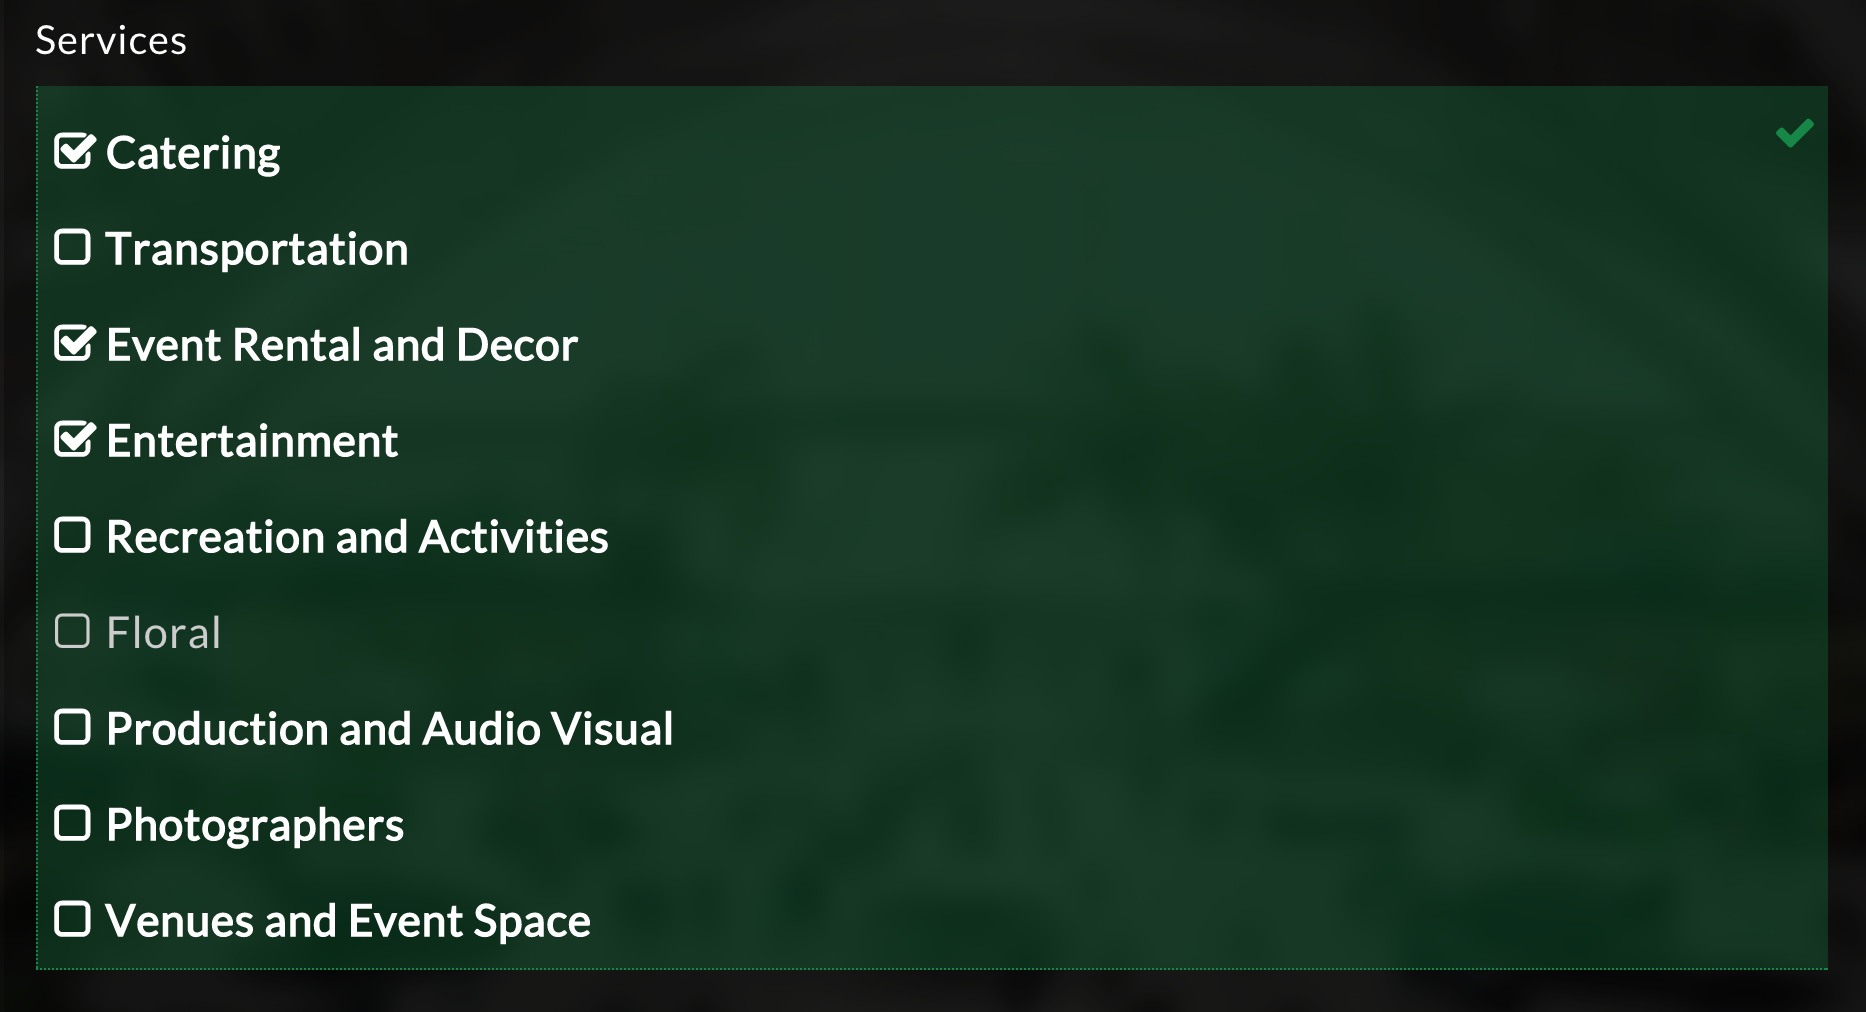 Services
Catering
Transportation
Event Rental and Decor
Entertainment
Recreation and Activities
Floral
Production and Audio Visual
Photographers
Venues and Event Space